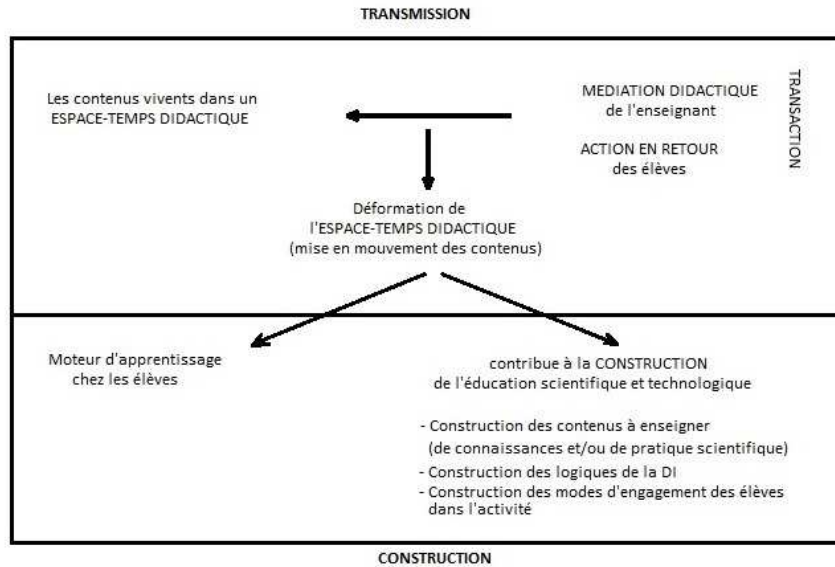 TRANSMISSION
Les contenus vivents dans un
ESPACE-TEMPS DIDACTIQUE
MEDIATION DIDACTIQUE
de l'enseignant
ACTION EN RETOUR
des élèves
TRANSACTION
Déformation de
l'ESPACE-TEMPS DIDACTIQUE
(mise en mouvement des contenus)
Moteur d'apprentissage
chez les élèves
contribue à la CONSTRUCTION
de l'éducation scientifique et technologique
- Construction des contenus à enseigner
(de connaissances et/ou de pratique scientifique)
- Construction des logiques de la DI
- Construction des modes d'engagement des élèves
dans l'activité
CONSTRUCTION